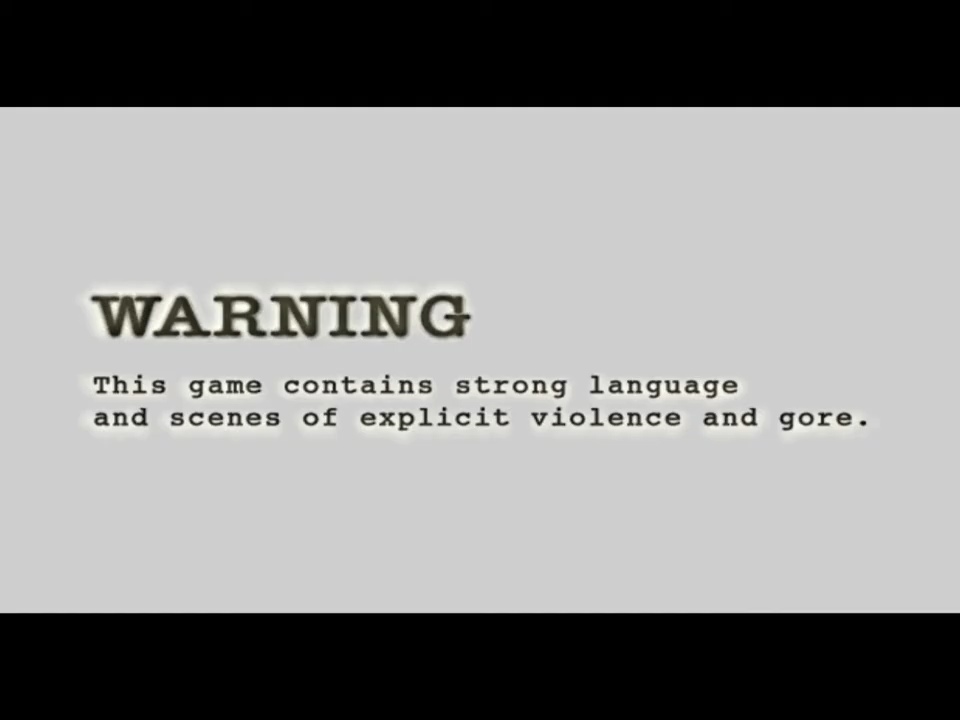 WARNING
This game contains strong language
and scenes of explicit violence and gore.